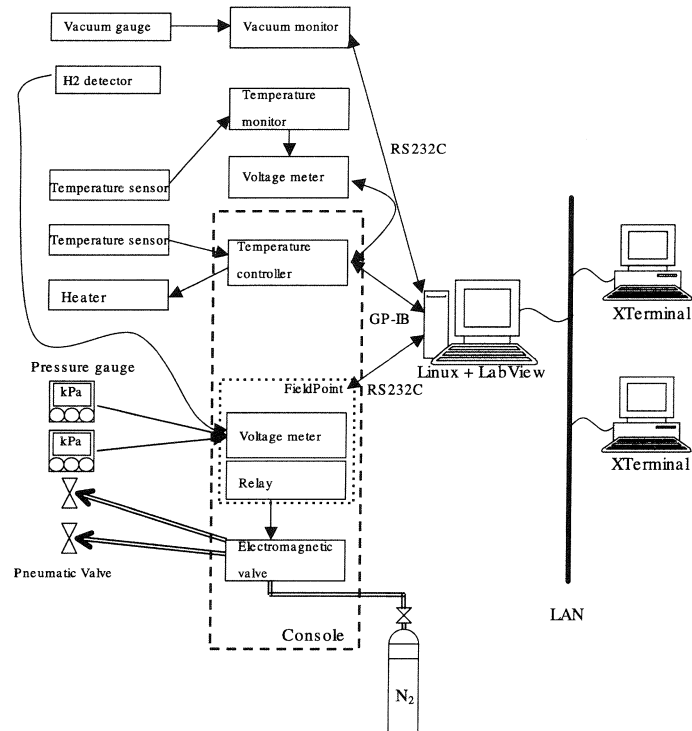 Vacuum gauge
Vacuum monitor
H2 detector
Temperature
monitor
RS232C
Voltage meter
Temperature sensor
Temperature sensor
Temperature
controller
Heater
GP-IB
XTerminal
Linux + LabView
Pressure gauge
FieldPoint
RS232C
kPa
Voltage meter
kPa
XTerminal
Relay
Electromagnetic
valve
Pneumatic Valve
LAN
Console
N2